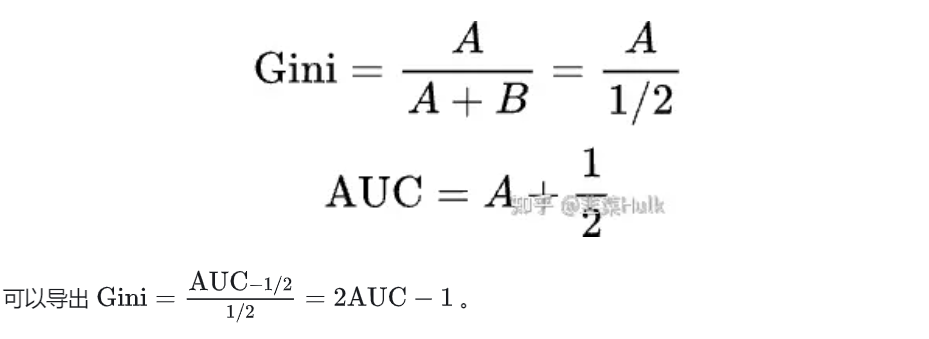 Gini = A / (A + B) = A / (1/2)
AUC = A + 1/2
知乎 @Hulk
可以导出 Gini = (AUC−1/2) / (1/2) = 2AUC − 1 。